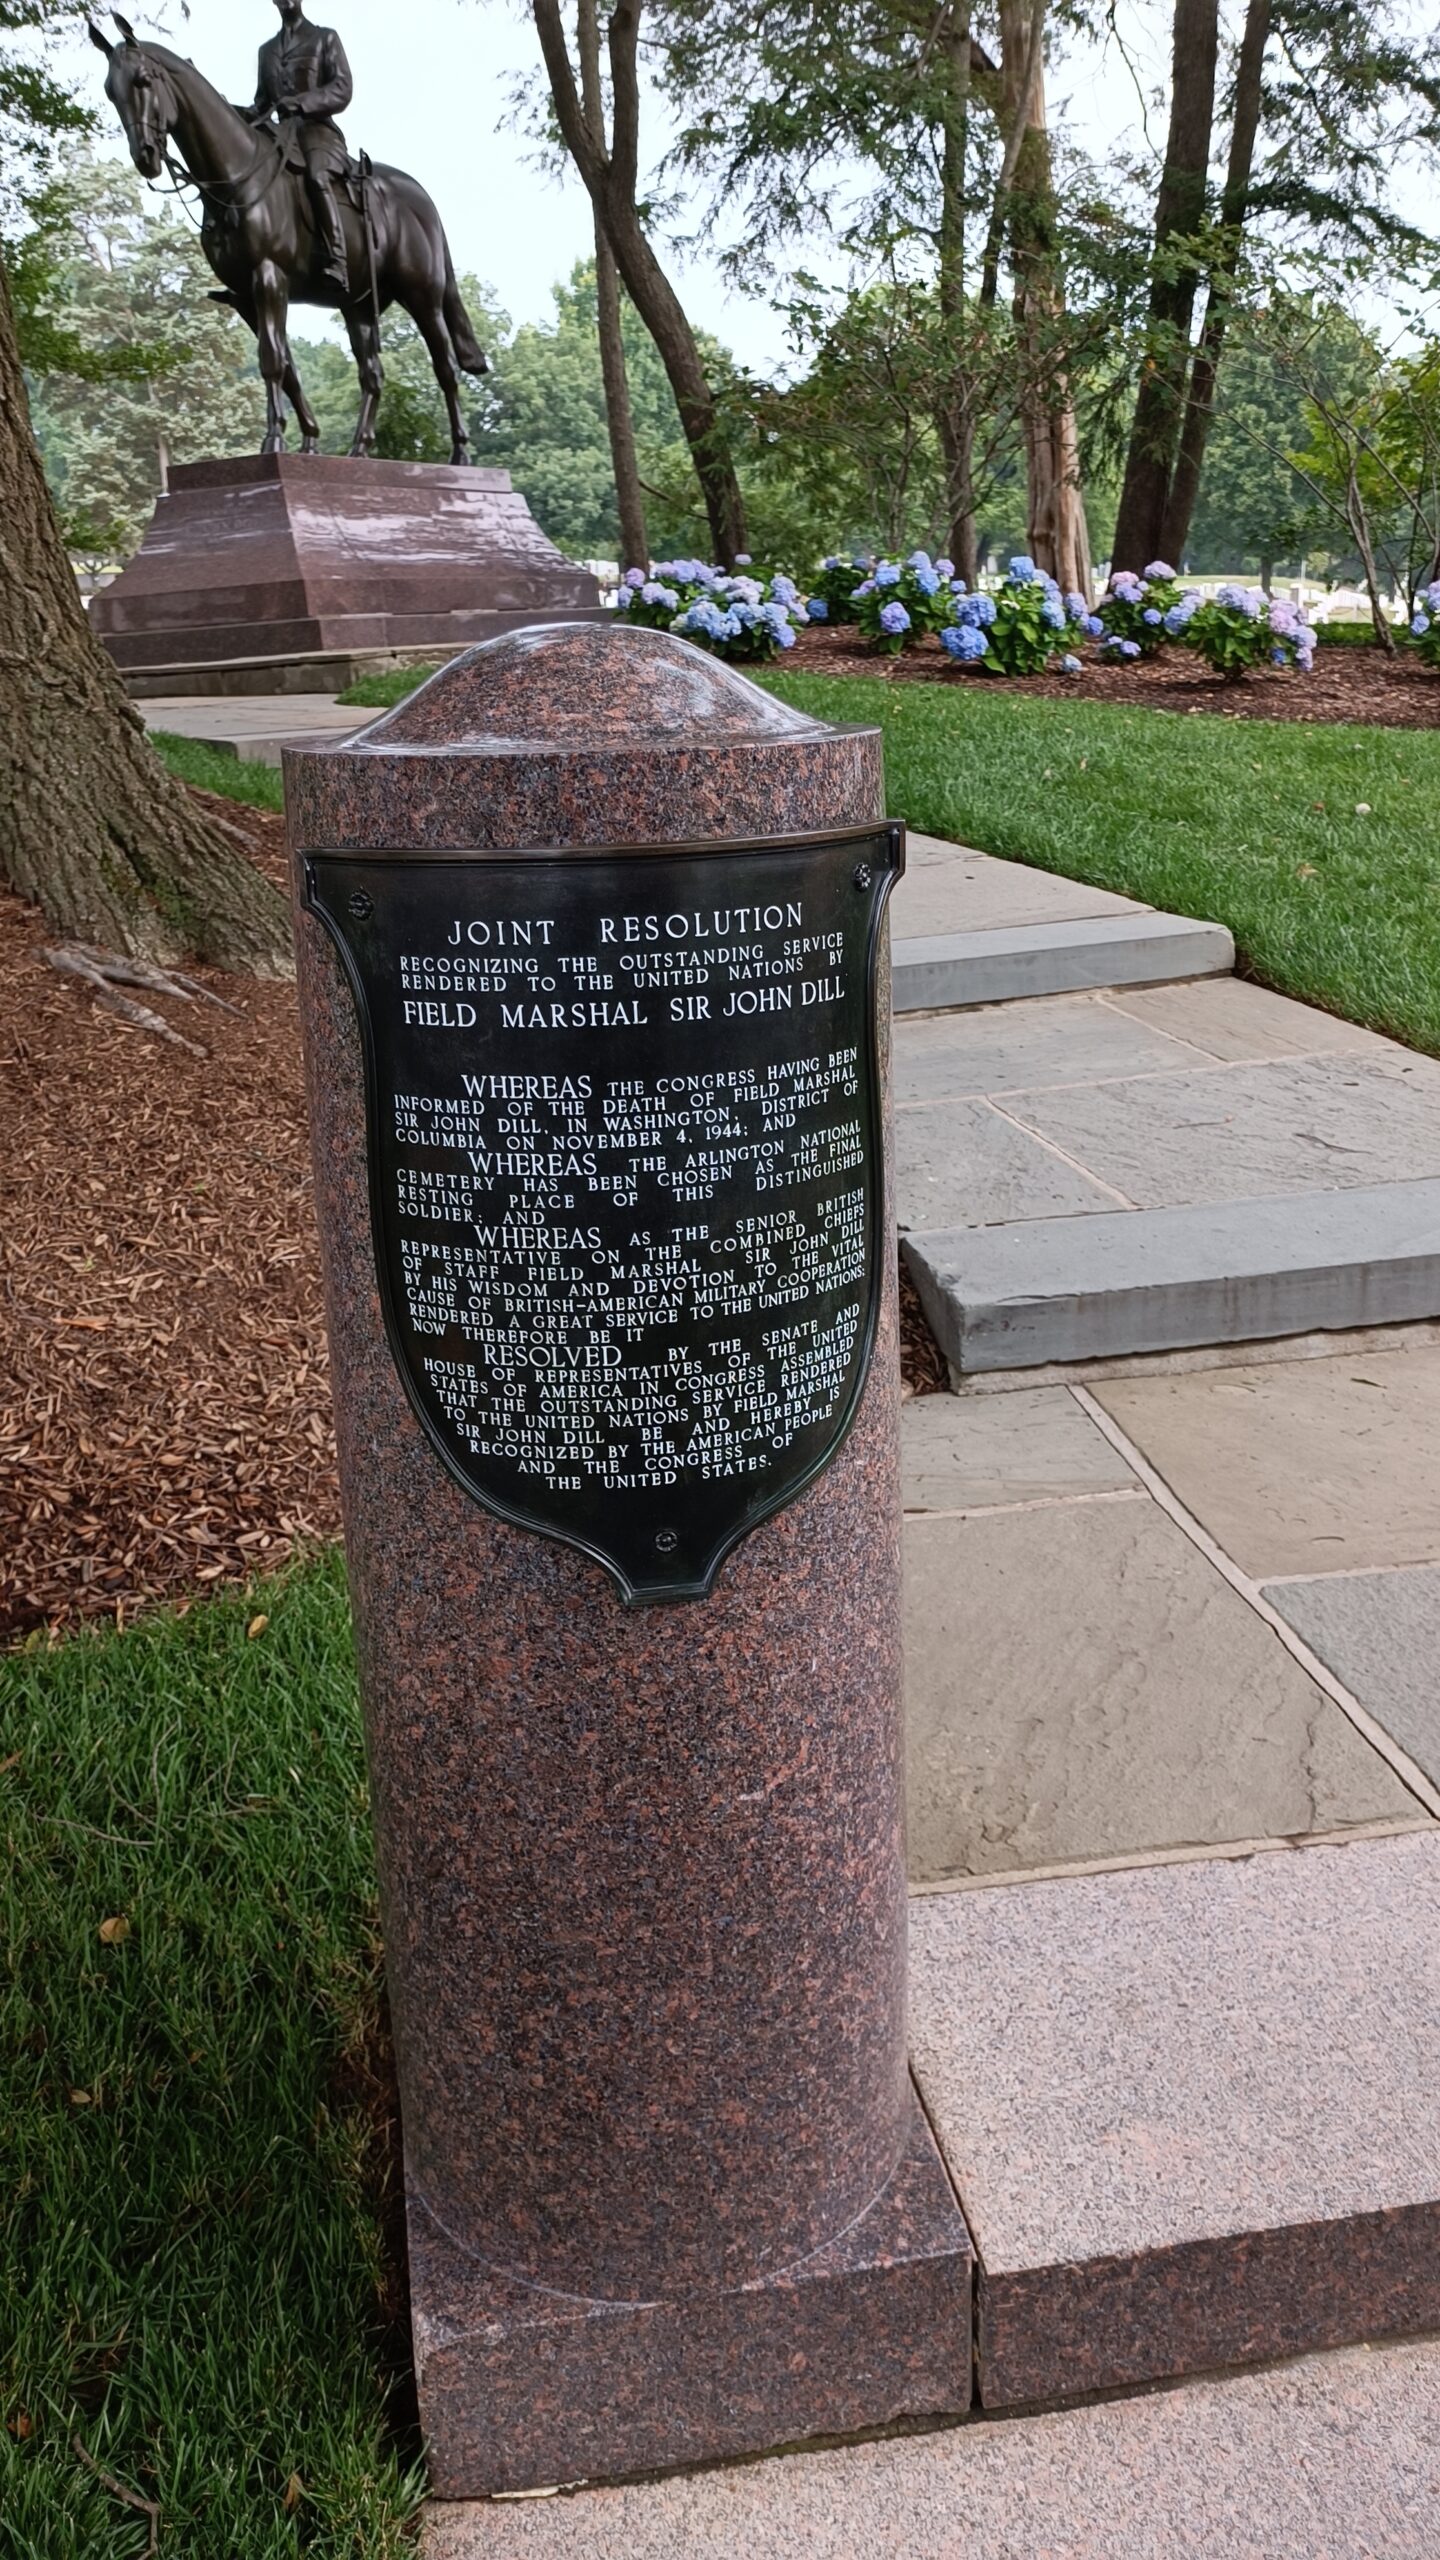 JOINT RESOLUTION
RECOGNIZING THE OUTSTANDING SERVICE
RENDERED TO THE UNITED NATIONS BY
FIELD MARSHAL SIR JOHN DILL
WHEREAS THE CONGRESS HAVING BEEN
INFORMED OF THE DEATH OF FIELD MARSHAL
SIR JOHN DILL, IN WASHINGTON, DISTRICT OF
COLUMBIA ON NOVEMBER 4, 1944; AND
WHEREAS THE ARLINGTON NATIONAL
CEMETERY HAS BEEN CHOSEN AS THE FINAL
RESTING PLACE OF THIS DISTINGUISHED
SOLDIER; AND
WHEREAS AS THE SENIOR BRITISH
REPRESENTATIVE ON THE COMBINED CHIEFS
OF STAFF FIELD MARSHAL SIR JOHN DILL
BY HIS WISDOM AND DEVOTION TO THE VITAL
CAUSE OF BRITISH-AMERICAN MILITARY COOPERATION
RENDERED A GREAT SERVICE TO THE UNITED NATIONS:
NOW THEREFORE BE IT
RESOLVED BY THE SENATE AND
HOUSE OF REPRESENTATIVES OF THE UNITED
STATES OF AMERICA IN CONGRESS ASSEMBLED
THAT THE OUTSTANDING SERVICE RENDERED
TO THE UNITED NATIONS BY FIELD MARSHAL
SIR JOHN DILL BE AND HEREBY IS
RECOGNIZED BY THE AMERICAN PEOPLE
AND THE CONGRESS OF
THE UNITED STATES.